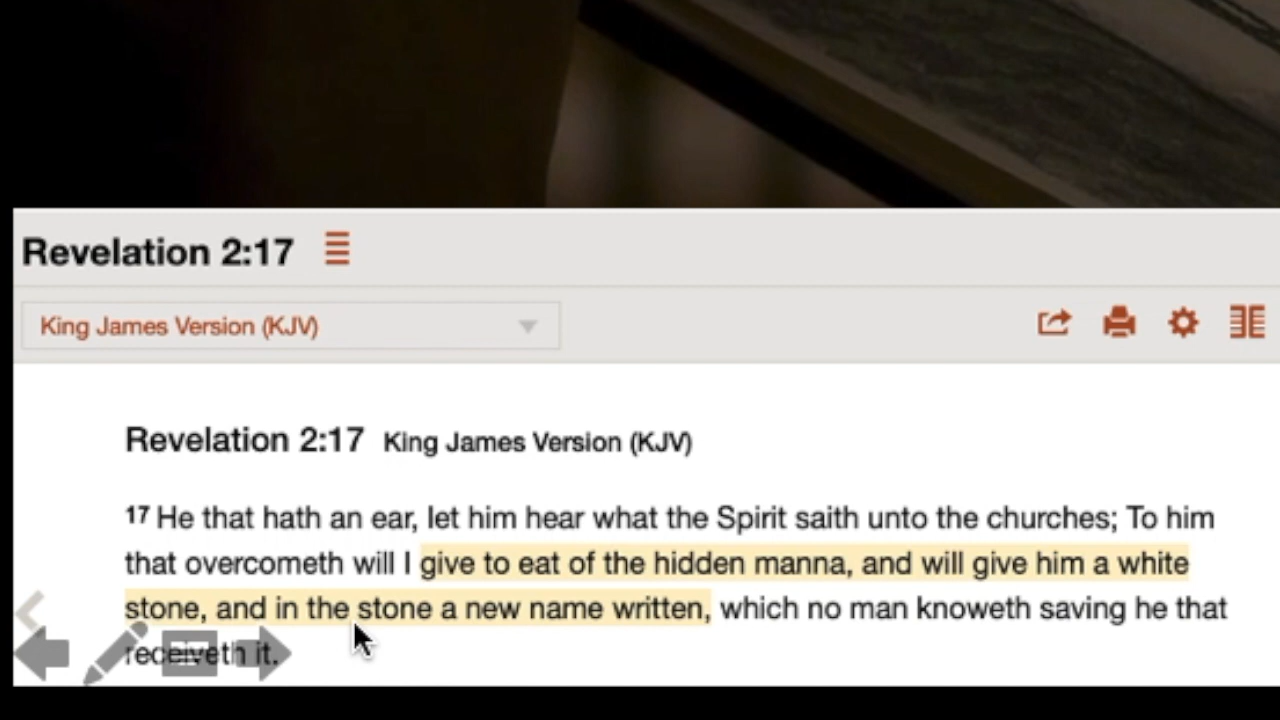 Revelation 2:17
King James Version (KJV)
Revelation 2:17 King James Version (KJV)
17 He that hath an ear, let him hear what the Spirit saith unto the churches; To him
that overcometh will I give to eat of the hidden manna, and will give him a white
stone, and in the stone a new name written, which no man knoweth saving he that
receiveth it.